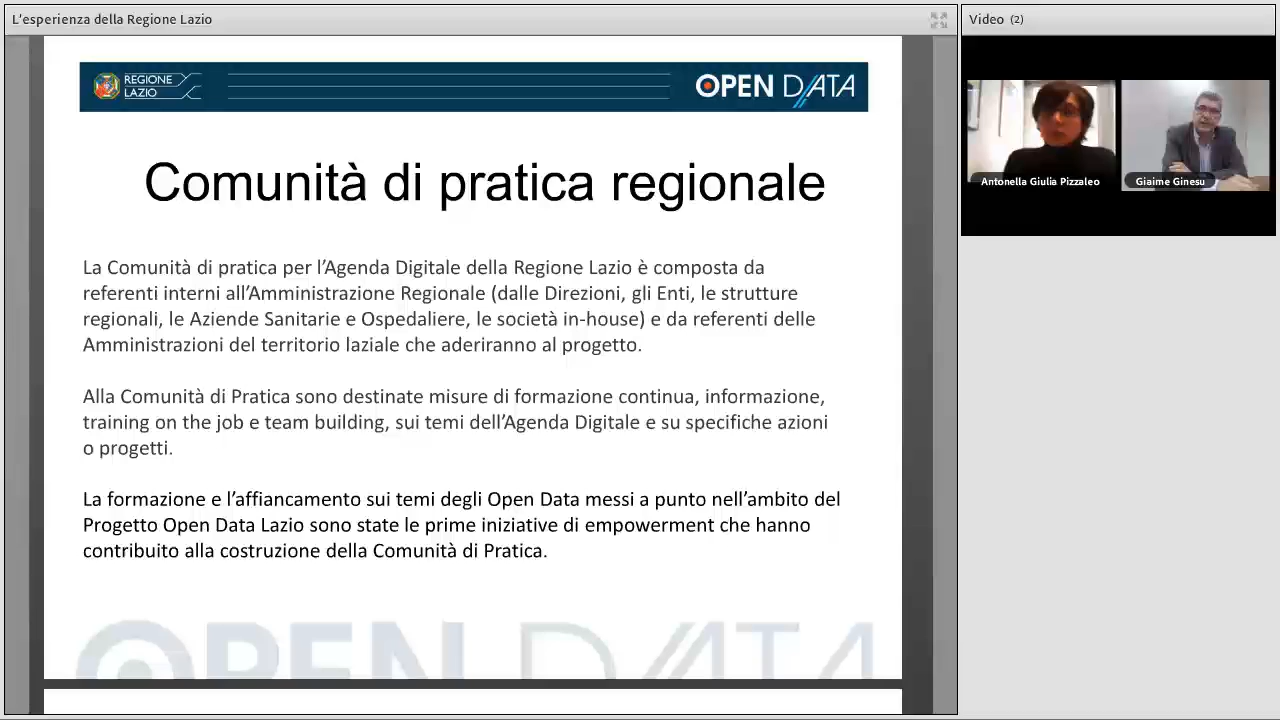 L'esperienza della Regione Lazio
REGIONE
LAZIO
OPEN DATA
Comunità di pratica regionale
La Comunità di pratica per l’Agenda Digitale della Regione Lazio è composta da
referenti interni all’Amministrazione Regionale (dalle Direzioni, gli Enti, le strutture
regionali, le Aziende Sanitarie e Ospedaliere, le società in-house) e da referenti delle
Amministrazioni del territorio laziale che aderiranno al progetto.
Alla Comunità di Pratica sono destinate misure di formazione continua, informazione,
training on the job e team building, sui temi dell’Agenda Digitale e su specifiche azioni
o progetti.
La formazione e l’affiancamento sui temi degli Open Data messi a punto nell’ambito del
Progetto Open Data Lazio sono state le prime iniziative di empowerment che hanno
contribuito alla costruzione della Comunità di Pratica.
OPEN DATA
Video (2)
Antonella Giulia Pizzaleo
Giaime Ginesu